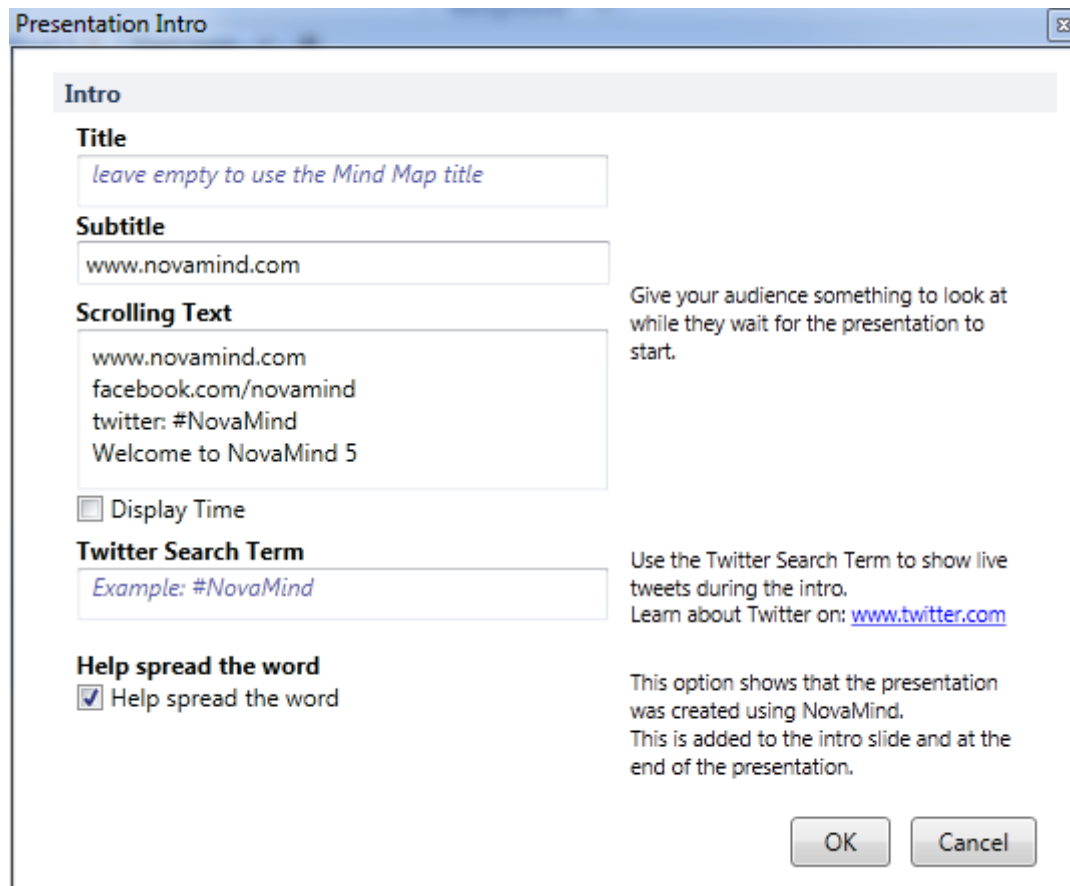 Presentation Intro
Intro
Title
leave empty to use the Mind Map title
Subtitle
www.novamind.com
Scrolling Text
www.novamind.com
facebook.com/novamind
twitter: #NovaMind
Welcome to NovaMind 5
Give your audience something to look at
while they wait for the presentation to
start.
Display Time
Twitter Search Term
Example: #NovaMind
Use the Twitter Search Term to show live
tweets during the intro.
Learn about Twitter on: www.twitter.com
Help spread the word
Help spread the word
This option shows that the presentation
was created using NovaMind.
This is added to the intro slide and at the
end of the presentation.
OK
Cancel